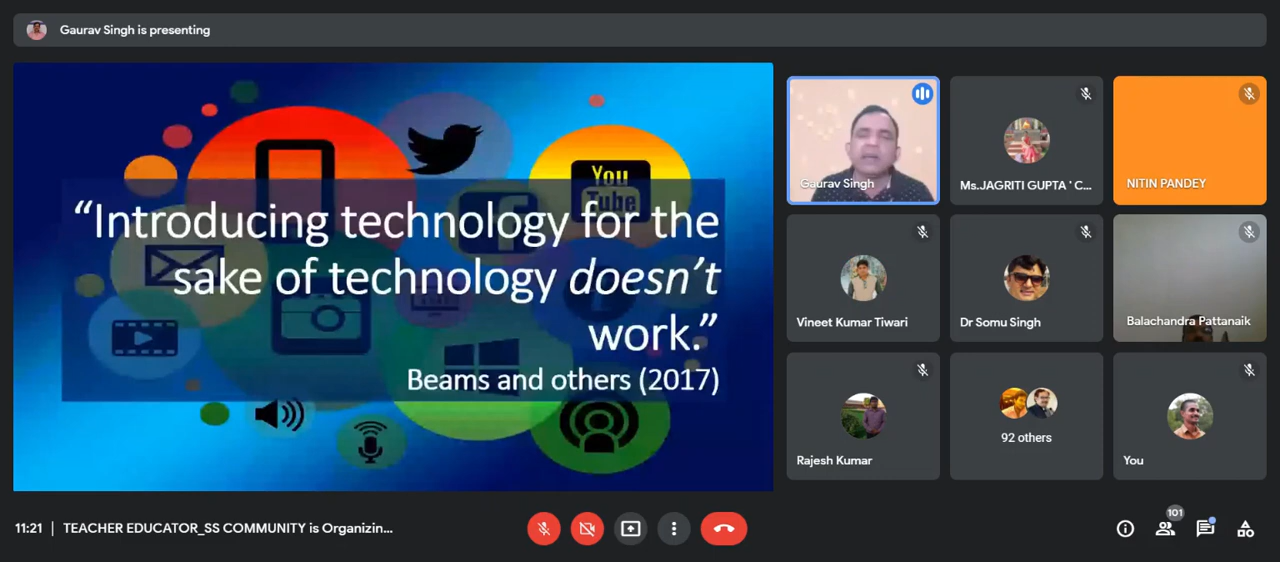 Gaurav Singh is presenting
You
Tube
“Introducing technology for the
sake of technology doesn’t
work.”
Beams and others (2017)
Gaurav Singh
Ms.JAGRITI GUPTA ' C...
NITIN PANDEY
Vineet Kumar Tiwari
Dr Somu Singh
Balachandra Pattanaik
Rajesh Kumar
92 others
You
11:21 | TEACHER EDUCATOR_SS COMMUNITY is Organizin...
101